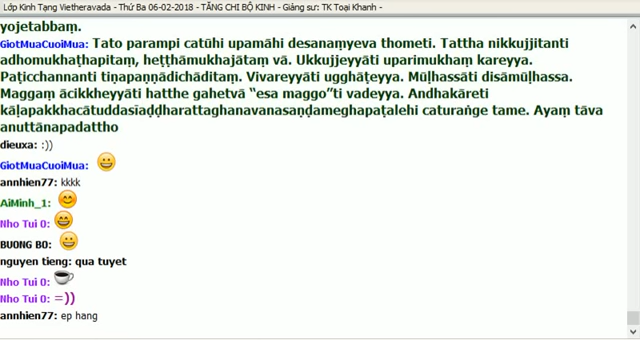 Lớp Kinh Tạng Vietheravada - Thứ Ba 06-02-2018 - TĂNG CHI BỘ KINH - Giảng sư: TK Toại Khanh -
yojetabbaṃ.
GiotMuaCuoiMua: Tato parampi catūhi upamāhi desanaṃyeva thometi. Tattha nikkujjitanti
adhomukhaṭhapitaṃ, heṭṭhāmukhajātaṃ vā. Ukkujjeyyāti uparimukhaṃ kareyya.
Paṭicchannanti tiṇapaṇṇādichāditaṃ. Vivareyyāti ugghāṭeyya. Mūḷhassāti disāmūḷhassa.
Maggaṃ ācikkheyyāti hatthe gahetvā “esa maggo”ti vadeyya. Andhakāreti
kāḷapakkhacātuddasīaḍḍharattaghanavanasaṇḍameghapaṭalehi caturaṅge tame. Ayaṃ tāva
anuttānapadattho
dieuxa: :))
GiotMuaCuoiMua:
annhien77: kkkk
AiMinh_1:
Nho Tui 0:
BUONG BO:
nguyen tieng: qua tuyet
Nho Tui 0:
Nho Tui 0: =))
annhien77: ep hang